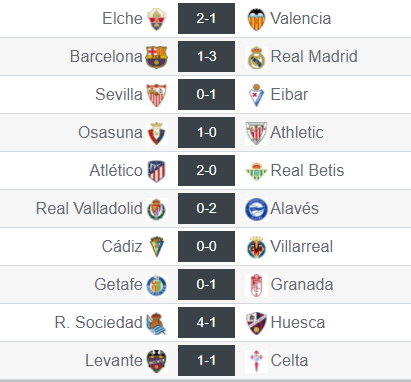 Elche 2-1 Valencia
Barcelona 1-3 Real Madrid
Sevilla 0-1 Eibar
Osasuna 1-0 Athletic
Atlético 2-0 Real Betis
Real Valladolid 0-2 Alavés
Cádiz 0-0 Villarreal
Getafe 0-1 Granada
R. Sociedad 4-1 Huesca
Levante 1-1 Celta